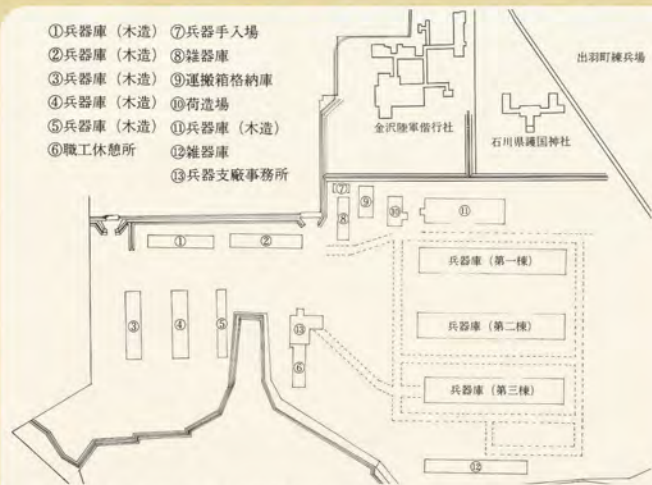 ①兵器庫（木造）
②兵器庫（木造）
③兵器庫（木造）
④兵器庫（木造）
⑤兵器庫（木造）
⑥職工休憩所
⑦兵器手入場
⑧雑器庫
⑨運搬箱格納庫
⑩荷造場
⑪兵器庫（木造）
⑫雑器庫
⑬兵器支廠事務所
出羽町練兵場
金沢陸軍偕行社
石川県護国神社
⑦
⑧
⑨
⑩
⑪
①
②
兵器庫（第一棟）
③
④
⑤
⑬
兵器庫（第二棟）
⑥
兵器庫（第三棟）
⑫